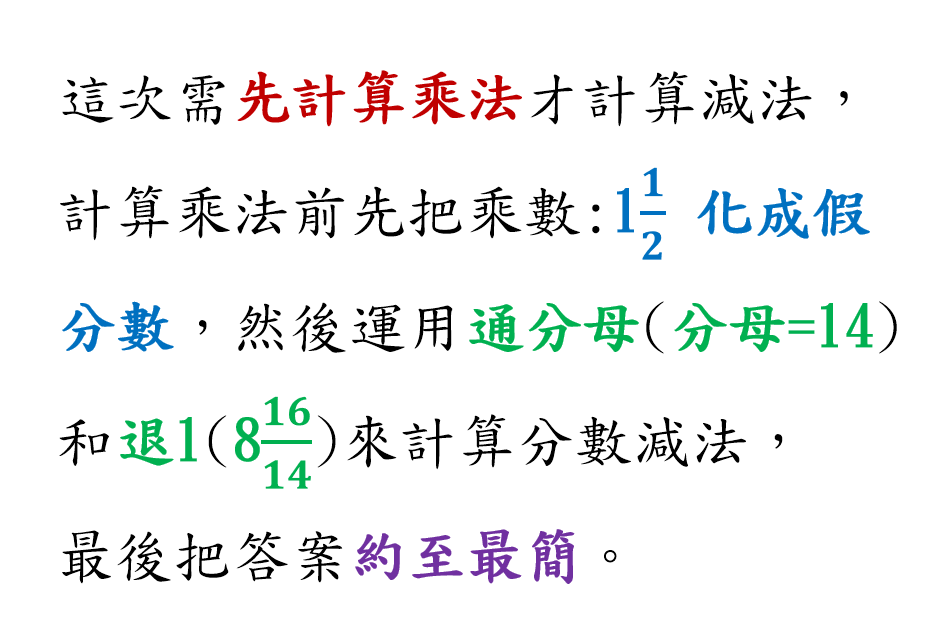 這次需先計算乘法才計算減法，
計算乘法前先把乘數:1 1/2 化成假
分數，然後運用通分母(分母=14)
和退1(8 16/14)來計算分數減法，
最後把答案約至最簡。